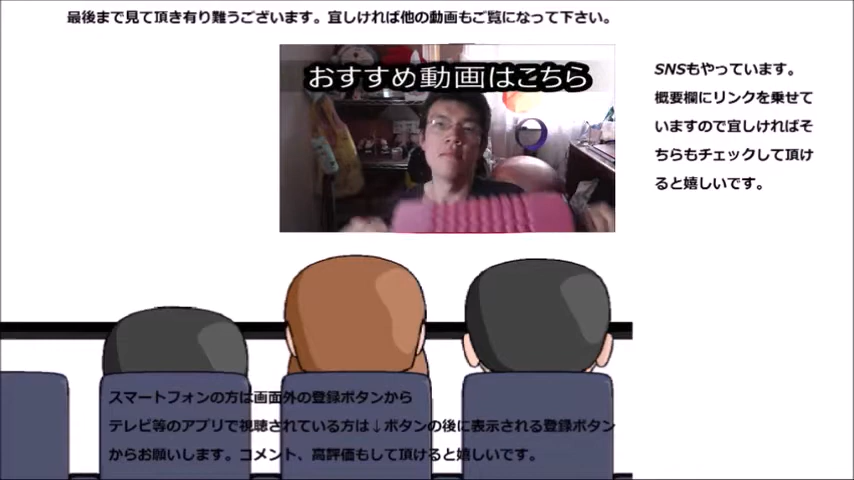 最後まで見て頂き有り難うございます。宜しければ他の動画もご覧になって下さい。
おすすめ動画はこちら
SNSもやっています。
概要欄にリンクを乗せて
いますので宜しければそ
ちらもチェックして頂け
ると嬉しいです。
スマートフォンの方は画面外の登録ボタンから
テレビ等のアプリで視聴されている方は↓ボタンの後に表示される登録ボタン
からお願いします。コメント、高評価もして頂けると嬉しいです。